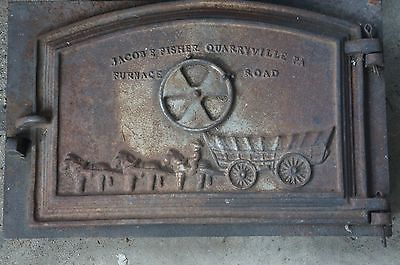 JACOB S. FISHER QUARRYVILLE PA
FURNACE ROAD